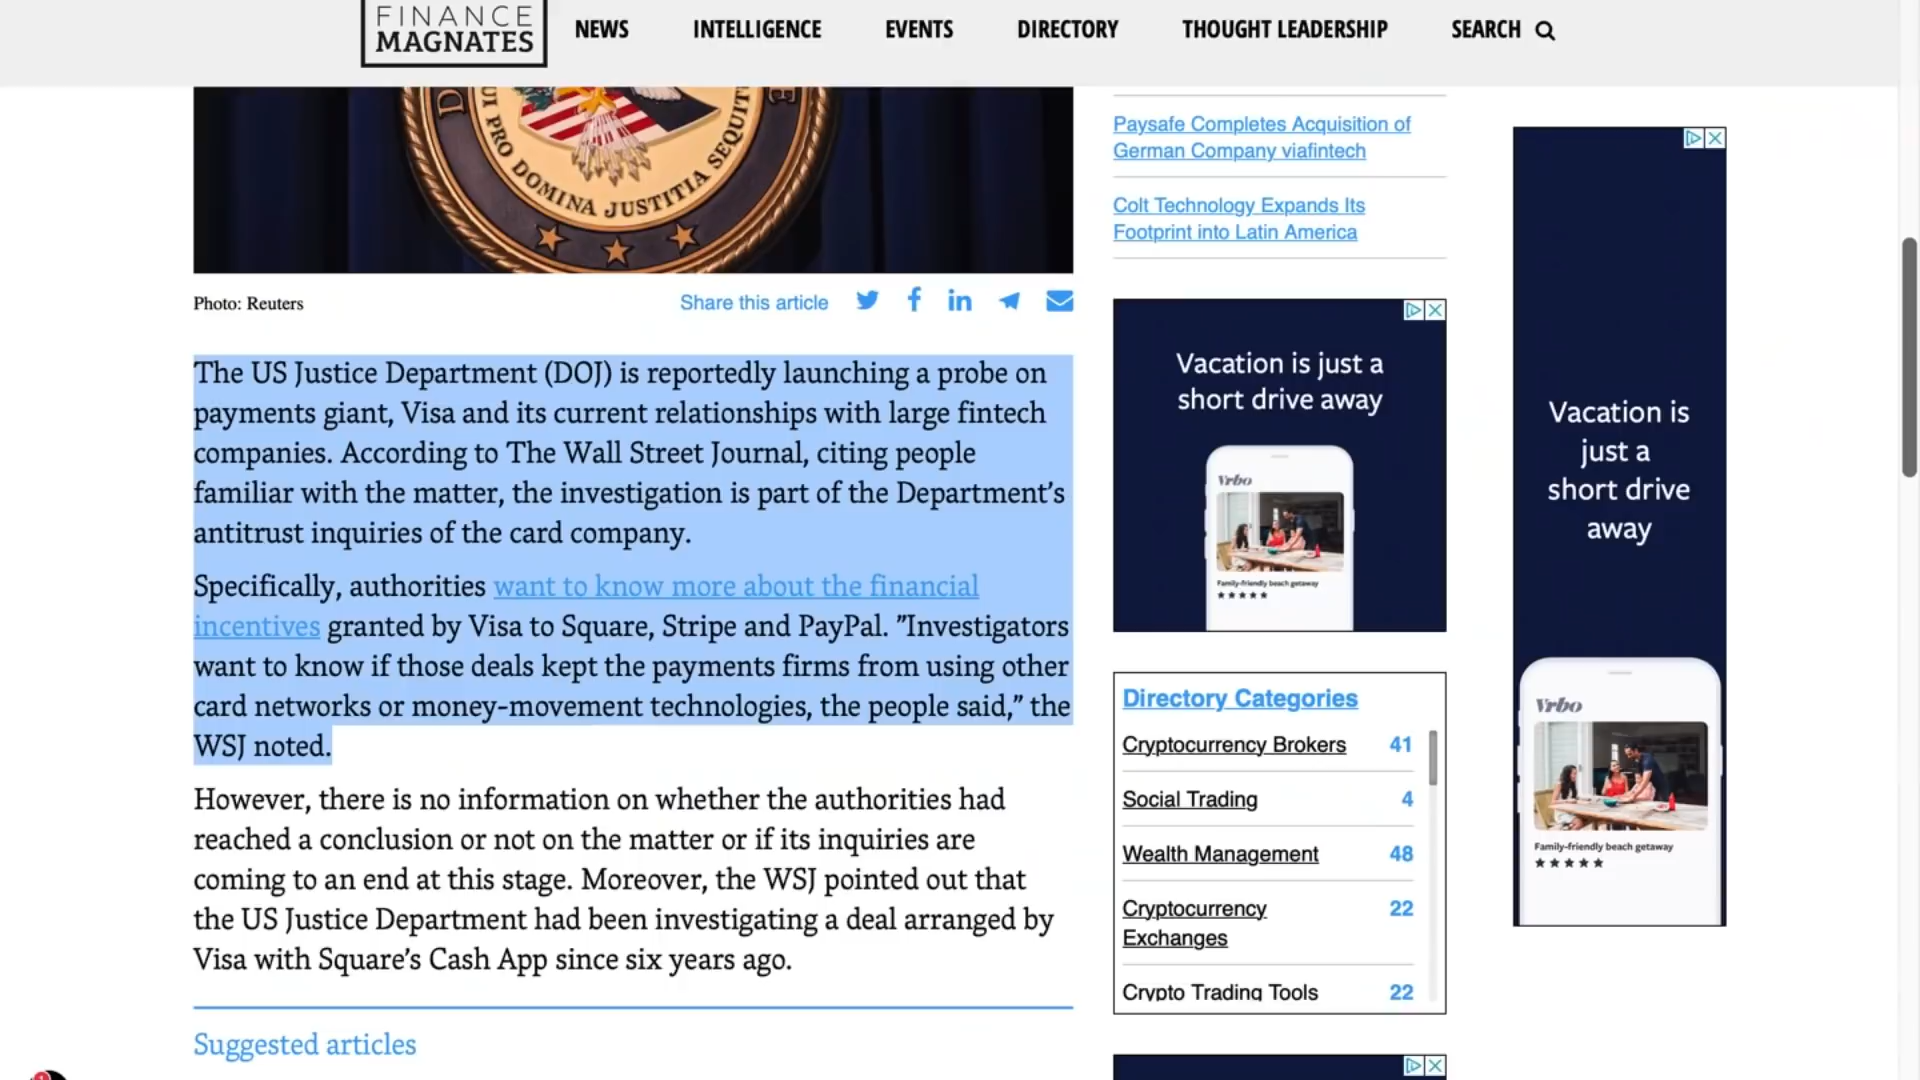 FINANCE
MAGNATES
NEWS
INTELLIGENCE
EVENTS
DIRECTORY
THOUGHT LEADERSHIP
SEARCH
QUI PRO DOMINA JUSTITIA SEQUIT
Photo: Reuters
Share this article
The US Justice Department (DOJ) is reportedly launching a probe on
payments giant, Visa and its current relationships with large fintech
companies. According to The Wall Street Journal, citing people
familiar with the matter, the investigation is part of the Department’s
antitrust inquiries of the card company.
Specifically, authorities want to know more about the financial
incentives granted by Visa to Square, Stripe and PayPal. ”Investigators
want to know if those deals kept the payments firms from using other
card networks or money-movement technologies, the people said,” the
WSJ noted.
However, there is no information on whether the authorities had
reached a conclusion or not on the matter or if its inquiries are
coming to an end at this stage. Moreover, the WSJ pointed out that
the US Justice Department had been investigating a deal arranged by
Visa with Square’s Cash App since six years ago.
Suggested articles
Paysafe Completes Acquisition of
German Company viafintech
Colt Technology Expands Its
Footprint into Latin America
Vacation is just a
short drive away
Vrbo
Family-friendly beach getaway
Directory Categories
Cryptocurrency Brokers 41
Social Trading 4
Wealth Management 48
Cryptocurrency 22
Exchanges
Crypto Trading Tools 22
Vacation is
just a
short drive
away
Vrbo
Family-friendly beach getaway